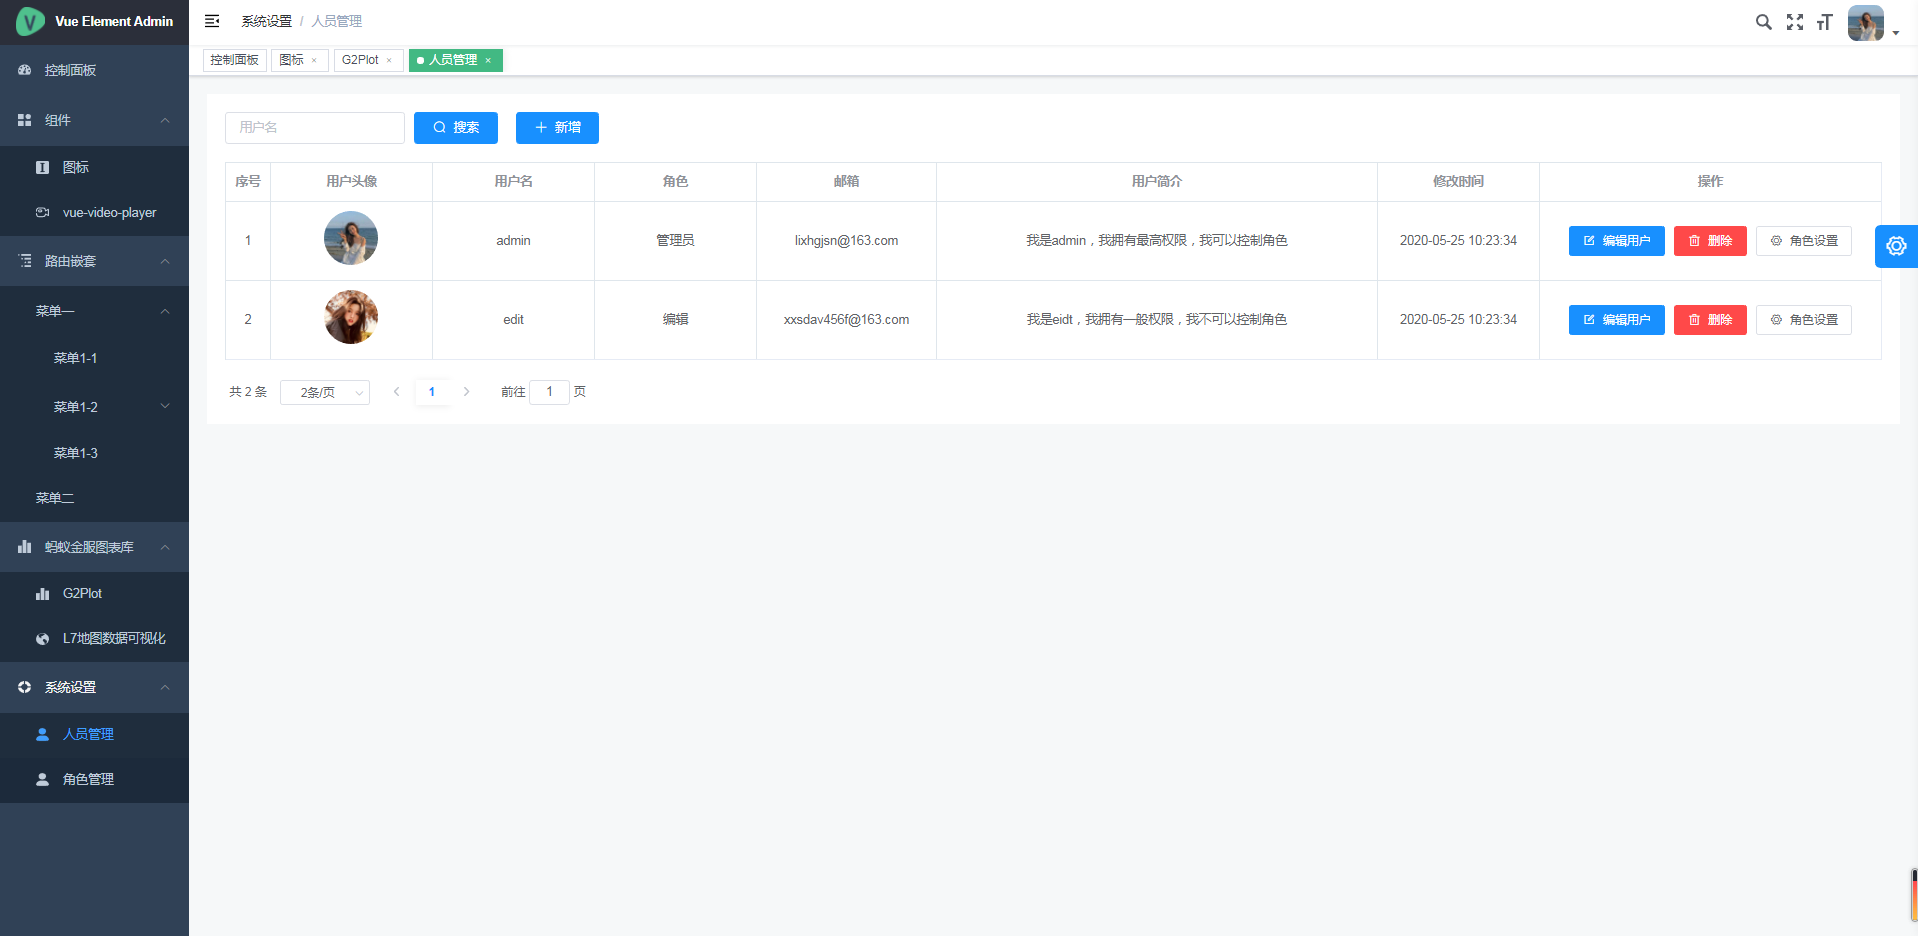 Vue Element Admin
系统设置 / 人员管理
控制面板
图标 ×
G2Plot ×
人员管理 ×
控制面板
组件
图标
vue-video-player
路由嵌套
菜单一
菜单1-1
菜单1-2
菜单1-3
菜单二
蚂蚁金服图表库
G2Plot
L7地图数据可视化
系统设置
人员管理
角色管理
用户名
搜索
新增
序号 用户头像 用户名 角色 邮箱 用户简介 修改时间 操作
1 admin 管理员 lixhgjsn@163.com 我是admin，我拥有最高权限，我可以控制角色 2020-05-25 10:23:34 编辑用户 删除 角色设置
2 edit 编辑 xxsdav456f@163.com 我是eidt，我拥有一般权限，我不可以控制角色 2020-05-25 10:23:34 编辑用户 删除 角色设置
共 2 条 2条/页 1 前往 1 页